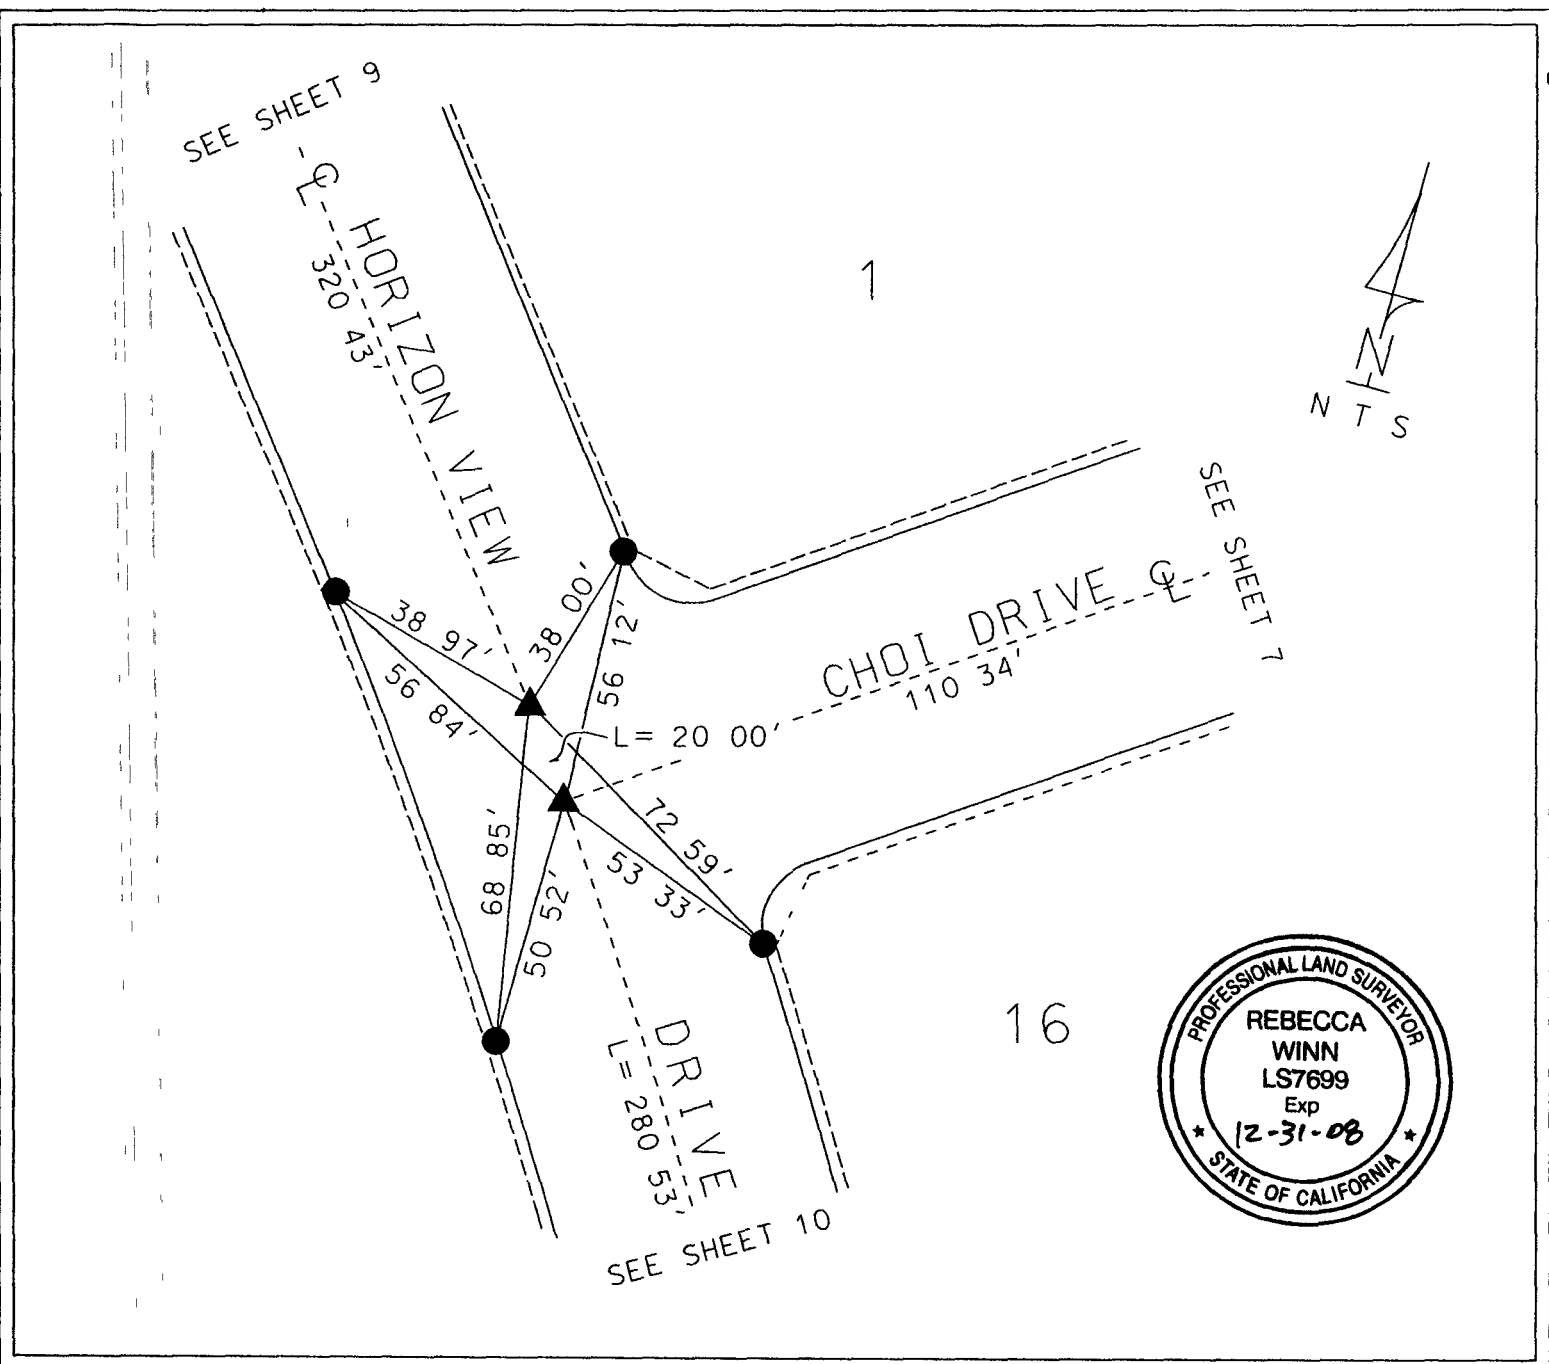 SEE SHEET 9
℄ HORIZON VIEW
320 43'
1
N
N T S
SEE SHEET 7
38 97'
38 00'
56 84'
56 12'
CHOI DRIVE ℄
110 34'
L= 20 00'
68 85'
72 59'
53 33'
50 52'
DRIVE
L= 280 53'
16
SEE SHEET 10
PROFESSIONAL LAND SURVEYOR
REBECCA
WINN
LS7699
Exp
12-31-08
STATE OF CALIFORNIA